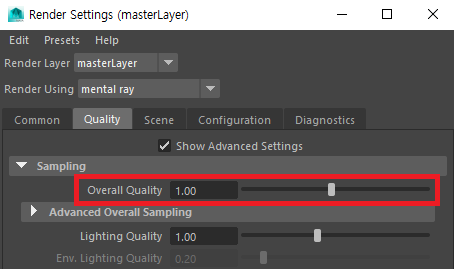 Render Settings (masterLayer)
Edit Presets Help
Render Layer masterLayer
Render Using mental ray
Common Quality Scene Configuration Diagnostics
Show Advanced Settings
Sampling
Overall Quality 1.00
Advanced Overall Sampling
Lighting Quality 1.00
Env. Lighting Quality 0.20